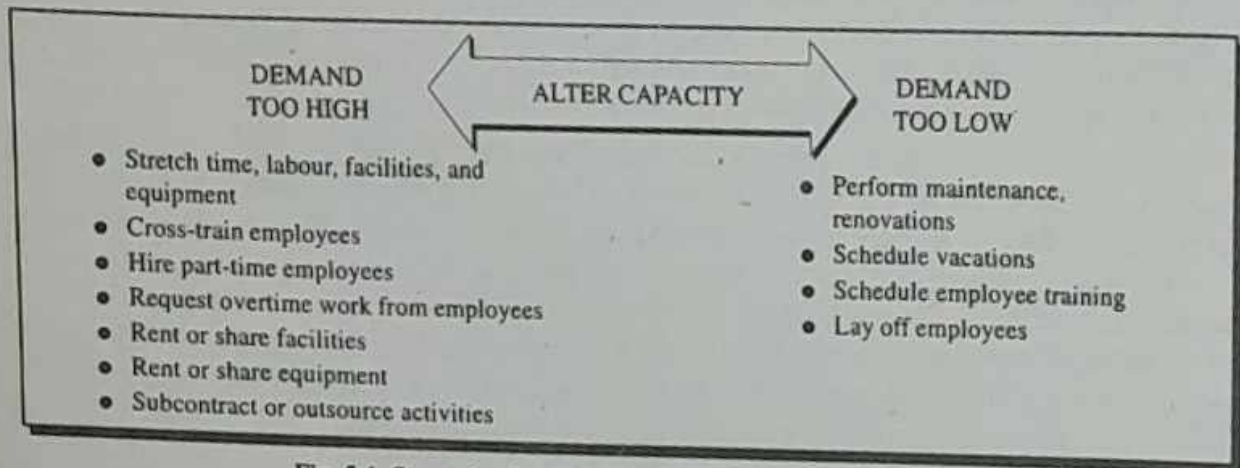 DEMAND
TOO HIGH
ALTER CAPACITY
DEMAND
TOO LOW
• Stretch time, labour, facilities, and
equipment
• Cross-train employees
• Hire part-time employees
• Request overtime work from employees
• Rent or share facilities
• Rent or share equipment
• Subcontract or outsource activities
• Perform maintenance,
renovations
• Schedule vacations
• Schedule employee training
• Lay off employees